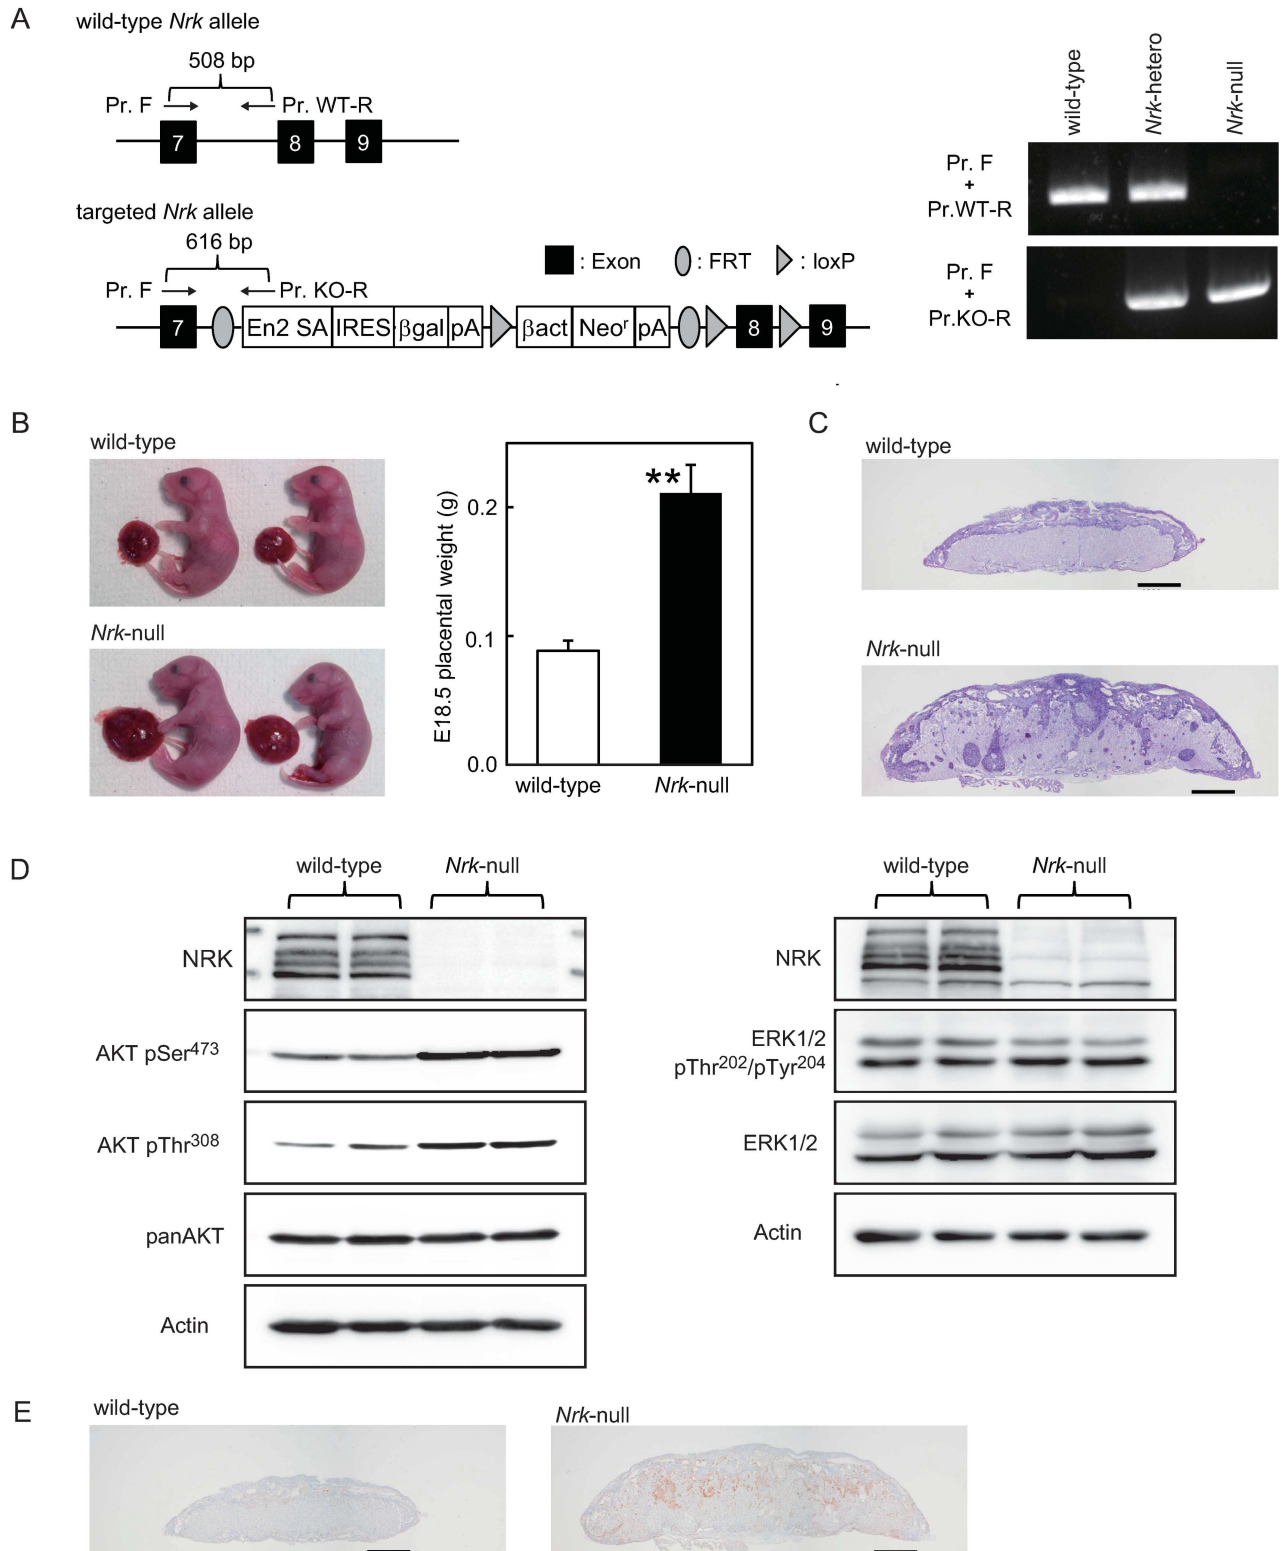 A
wild-type Nrk allele
508 bp
Pr. F
Pr. WT-R
7
8
9
targeted Nrk allele
616 bp
Pr. F
Pr. KO-R
: Exon
: FRT
: loxP
7
En2 SA
IRES
βgal
pA
βact
Neoʳ
pA
8
9
wild-type
Nrk-hetero
Nrk-null
Pr. F
+
Pr.WT-R
Pr. F
+
Pr.KO-R
B
wild-type
Nrk-null
E18.5 placental weight (g)
0.2
0.1
0.0
**
wild-type
Nrk-null
C
wild-type
Nrk-null
D
wild-type
Nrk-null
NRK
AKT pSer⁴⁷³
AKT pThr³⁰⁸
panAKT
Actin
wild-type
Nrk-null
NRK
ERK1/2
pThr²⁰²/pTyr²⁰⁴
ERK1/2
Actin
E
wild-type
Nrk-null